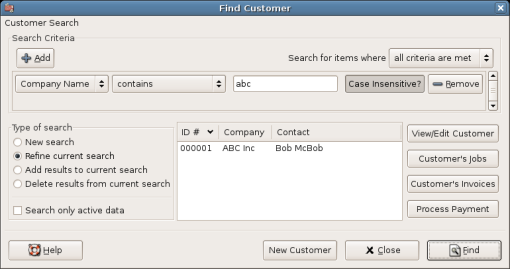 Find Customer
Customer Search
Search Criteria
Add
Search for items where all criteria are met
Company Name contains abc Case Insensitive? Remove
Type of search
New search
Refine current search
Add results to current search
Delete results from current search
Search only active data
ID # Company Contact
000001 ABC Inc Bob McBob
View/Edit Customer
Customer's Jobs
Customer's Invoices
Process Payment
Help New Customer Close Find